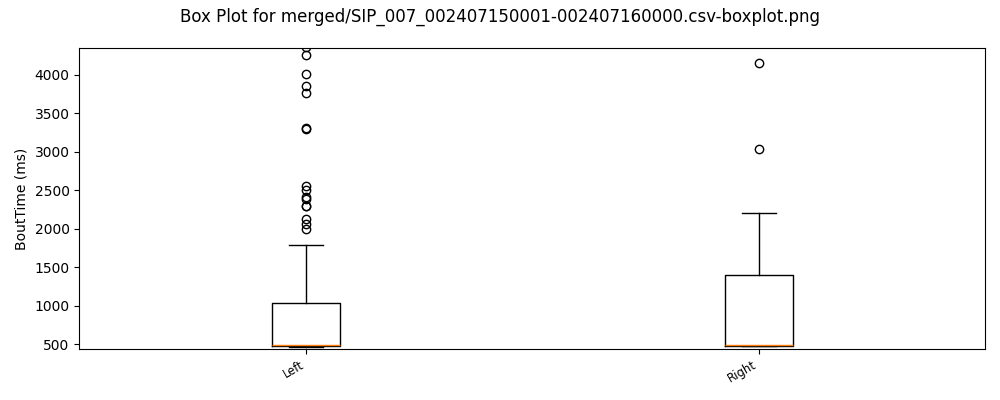 Box Plot for merged/SIP_007_002407150001-002407160000.csv-boxplot.png
4000
3500
3000
2500
2000
1500
1000
500
BoutTime (ms)
Left
Right